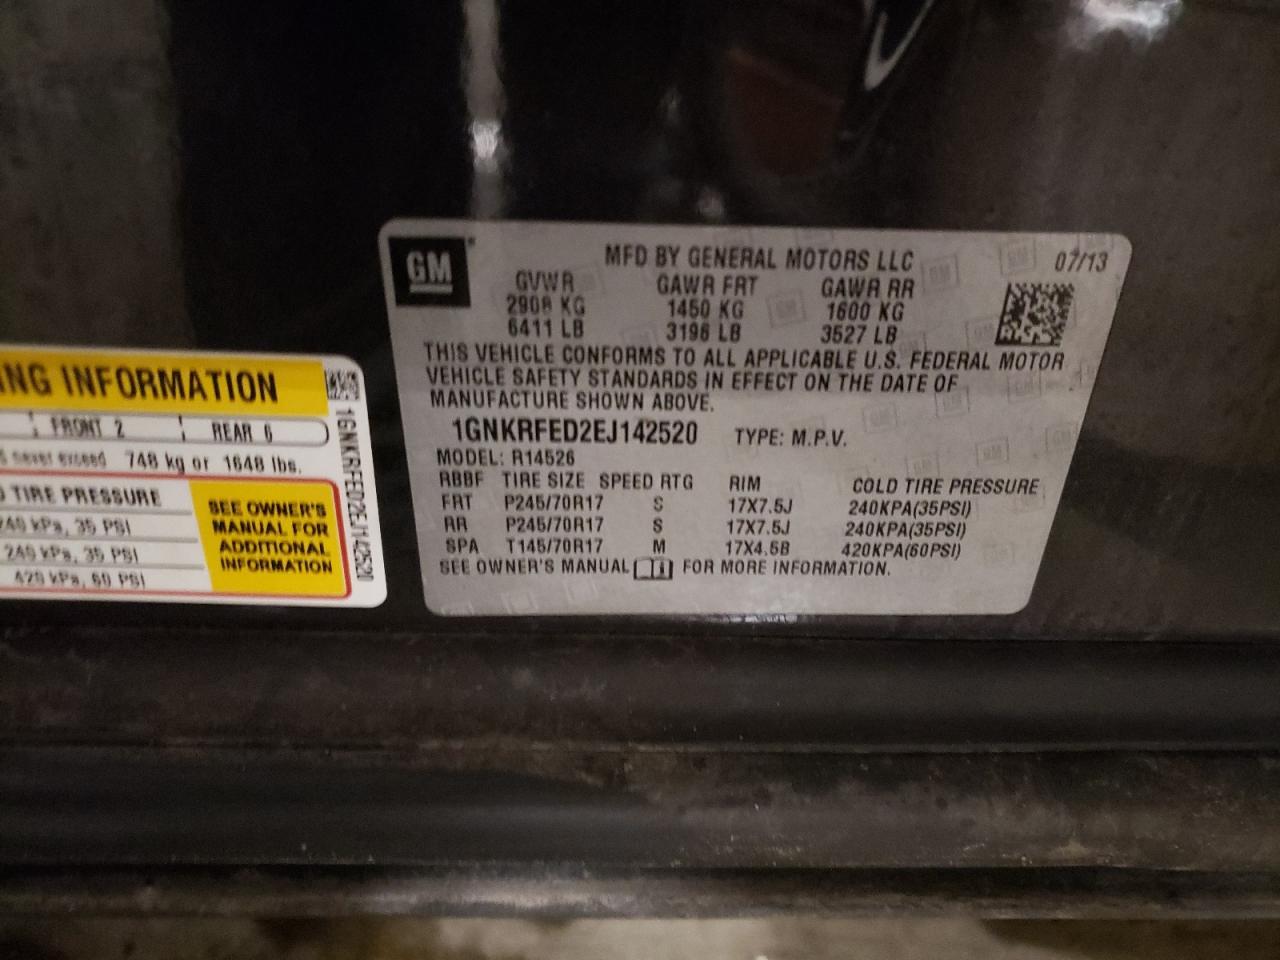 GM
MFD BY GENERAL MOTORS LLC 07/13
GVWR GAWR FRT GAWR RR
2908 KG 1450 KG 1600 KG
6411 LB 3196 LB 3527 LB
THIS VEHICLE CONFORMS TO ALL APPLICABLE U.S. FEDERAL MOTOR
VEHICLE SAFETY STANDARDS IN EFFECT ON THE DATE OF
MANUFACTURE SHOWN ABOVE.
1GNKRFED2EJ142520 TYPE: M.P.V.
MODEL: R14526
RBBF TIRE SIZE SPEED RTG RIM COLD TIRE PRESSURE
FRT P245/70R17 S 17X7.5J 240KPA(35PSI)
RR P245/70R17 S 17X7.5J 240KPA(35PSI)
SPA T145/70R17 M 17X4.5B 420KPA(60PSI)
SEE OWNER'S MANUAL FOR MORE INFORMATION.
NG INFORMATION
FRONT 2 REAR 6
never exceed 748 kg or 1648 lbs.
TIRE PRESSURE
240 kPa, 35 PSI
240 kPa, 35 PSI
420 kPa, 60 PSI
SEE OWNER'S
MANUAL FOR
ADDITIONAL
INFORMATION
1GNKRFED2EJ142520